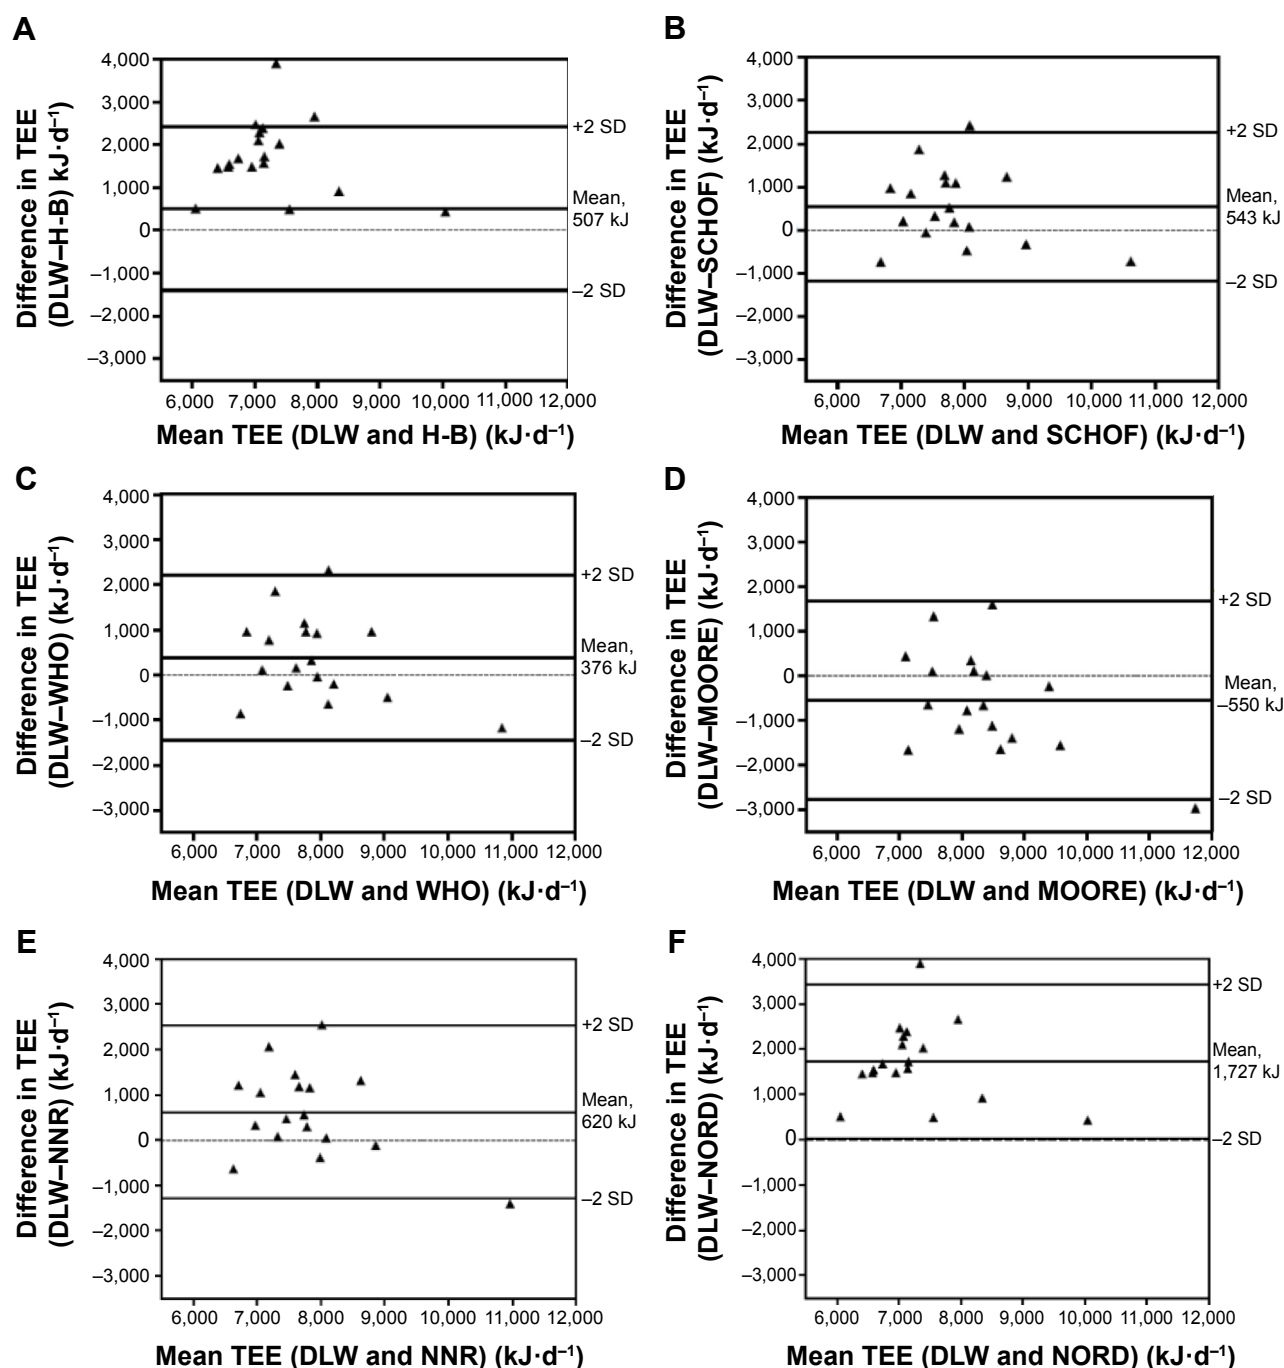 A
Difference in TEE
(DLW–H-B) kJ·d–1)
4,000
3,000
2,000
1,000
0
–1,000
–2,000
–3,000
+2 SD
Mean,
507 kJ
–2 SD
6,000 7,000 8,000 9,000 10,000 11,000 12,000
Mean TEE (DLW and H-B) (kJ·d–1)
B
Difference in TEE
(DLW–SCHOF) (kJ·d–1)
4,000
3,000
2,000
1,000
0
–1,000
–2,000
–3,000
+2 SD
Mean,
543 kJ
–2 SD
6,000 7,000 8,000 9,000 10,000 11,000 12,000
Mean TEE (DLW and SCHOF) (kJ·d–1)
C
Difference in TEE
(DLW–WHO) (kJ·d–1)
4,000
3,000
2,000
1,000
0
–1,000
–2,000
–3,000
+2 SD
Mean,
376 kJ
–2 SD
6,000 7,000 8,000 9,000 10,000 11,000 12,000
Mean TEE (DLW and WHO) (kJ·d–1)
D
Difference in TEE
(DLW–MOORE) (kJ·d–1)
4,000
3,000
2,000
1,000
0
–1,000
–2,000
–3,000
+2 SD
Mean,
–550 kJ
–2 SD
6,000 7,000 8,000 9,000 10,000 11,000 12,000
Mean TEE (DLW and MOORE) (kJ·d–1)
E
Difference in TEE
(DLW–NNR) (kJ·d–1)
4,000
3,000
2,000
1,000
0
–1,000
–2,000
–3,000
+2 SD
Mean,
620 kJ
–2 SD
6,000 7,000 8,000 9,000 10,000 11,000 12,000
Mean TEE (DLW and NNR) (kJ·d–1)
F
Difference in TEE
(DLW–NORD) (kJ·d–1)
4,000
3,000
2,000
1,000
0
–1,000
–2,000
–3,000
+2 SD
Mean,
1,727 kJ
–2 SD
6,000 7,000 8,000 9,000 10,000 11,000 12,000
Mean TEE (DLW and NORD) (kJ·d–1)